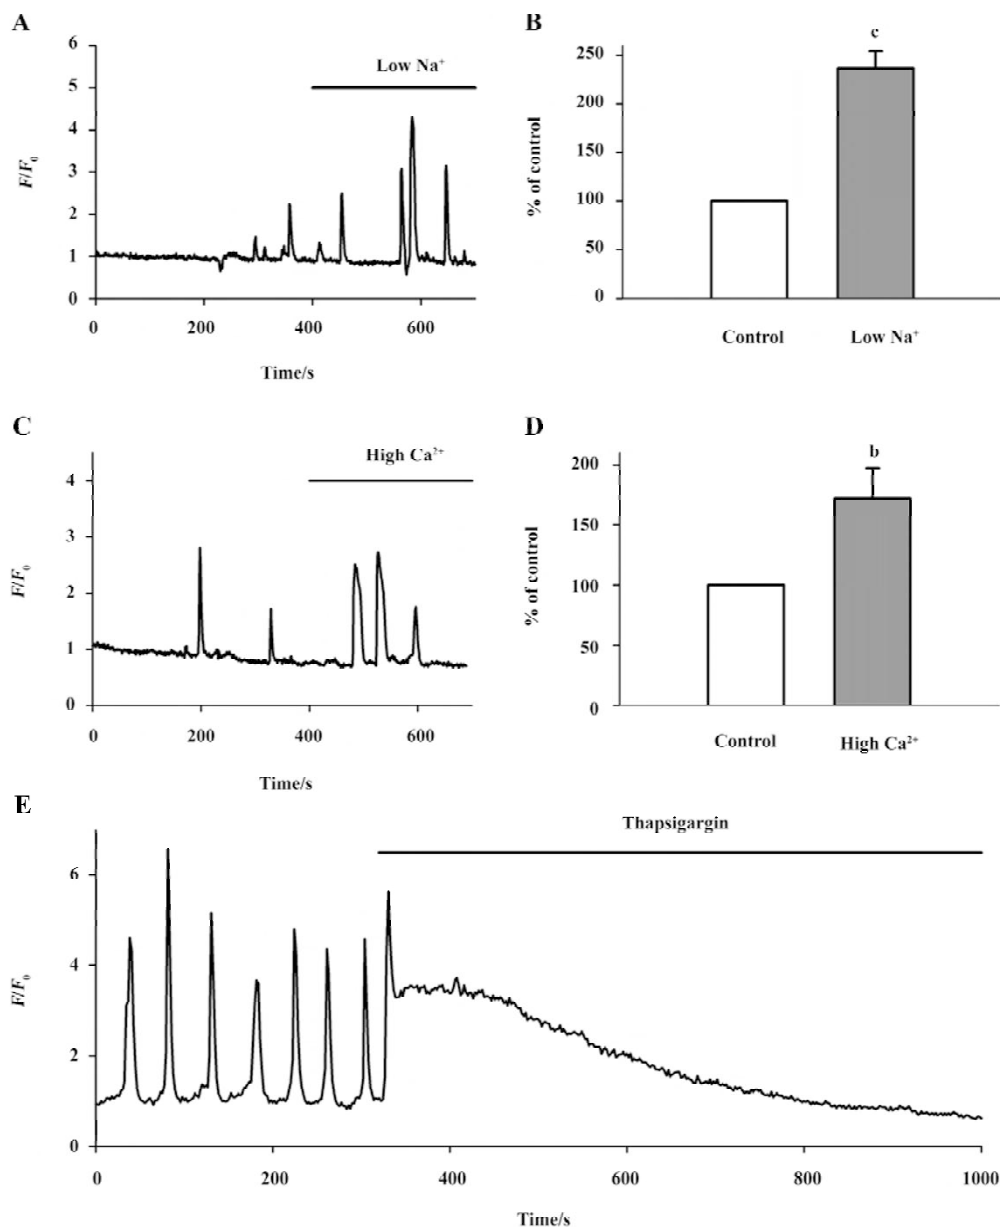 A
6
5
4
3
2
1
0
F/F₀
Low Na⁺
0 200 400 600
Time/s
B
250
200
150
100
50
0
% of control
c
Control Low Na⁺
C
4
3
2
1
0
F/F₀
High Ca²⁺
0 200 400 600
Time/s
D
200
150
100
50
0
% of control
b
Control High Ca²⁺
E
6
4
2
0
F/F₀
Thapsigargin
0 200 400 600 800 1000
Time/s